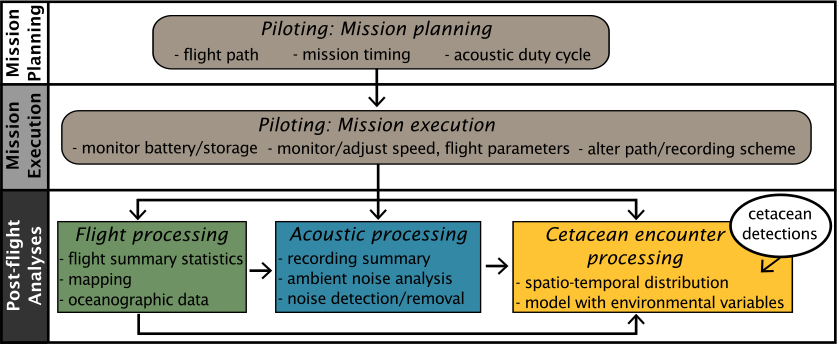 Mission
Planning
Piloting: Mission planning
- flight path - mission timing - acoustic duty cycle
Mission
Execution
Piloting: Mission execution
- monitor battery/storage - monitor/adjust speed, flight parameters - alter path/recording scheme
Post-flight
Analyses
Flight processing
- flight summary statistics
- mapping
- oceanographic data
Acoustic processing
- recording summary
- ambient noise analysis
- noise detection/removal
Cetacean encounter
processing
- spatio-temporal distribution
- model with environmental variables
cetacean
detections